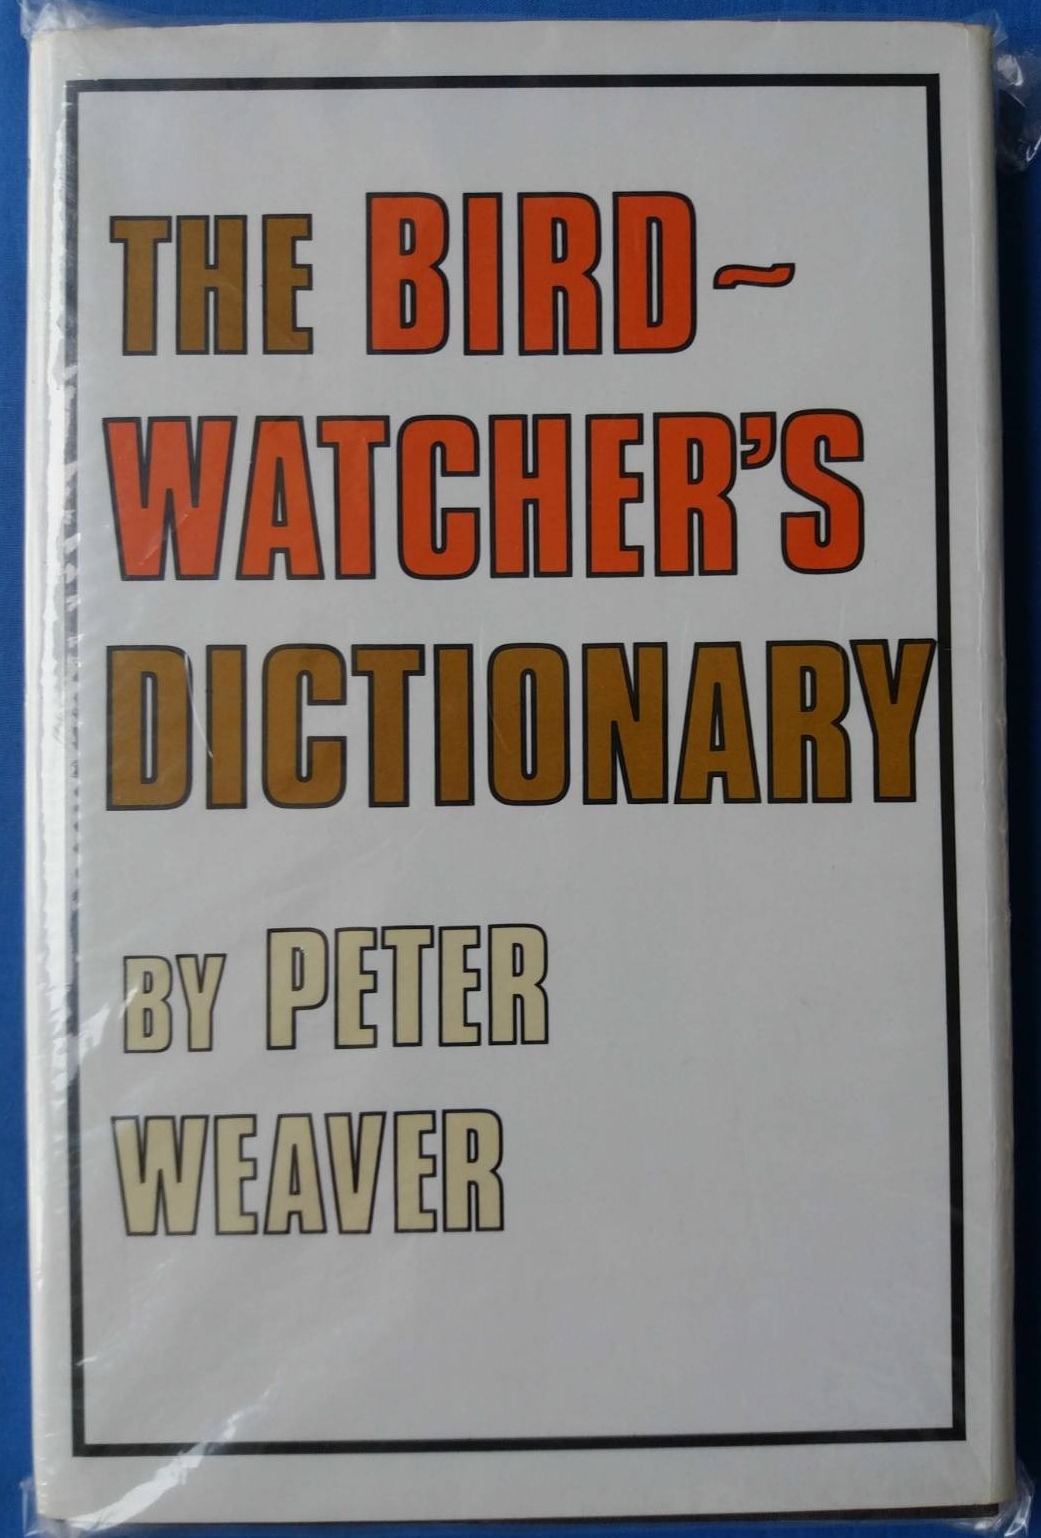 THE BIRD~
WATCHER'S
DICTIONARY
BY PETER
WEAVER